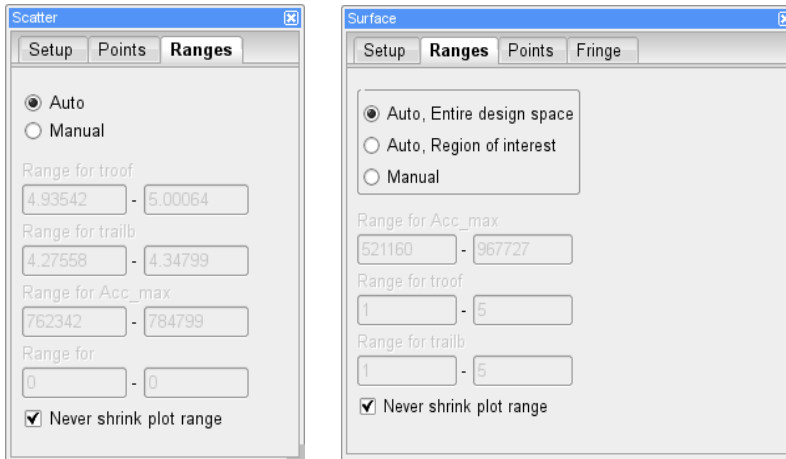 Scatter
Setup Points Ranges
Auto
Manual
Range for troof
4.93542 - 5.00064
Range for trailb
4.27558 - 4.34799
Range for Acc_max
762342 - 784799
Range for
0 - 0
Never shrink plot range
Surface
Setup Ranges Points Fringe
Auto, Entire design space
Auto, Region of interest
Manual
Range for Acc_max
521160 - 967727
Range for troof
1 - 5
Range for trailb
1 - 5
Never shrink plot range